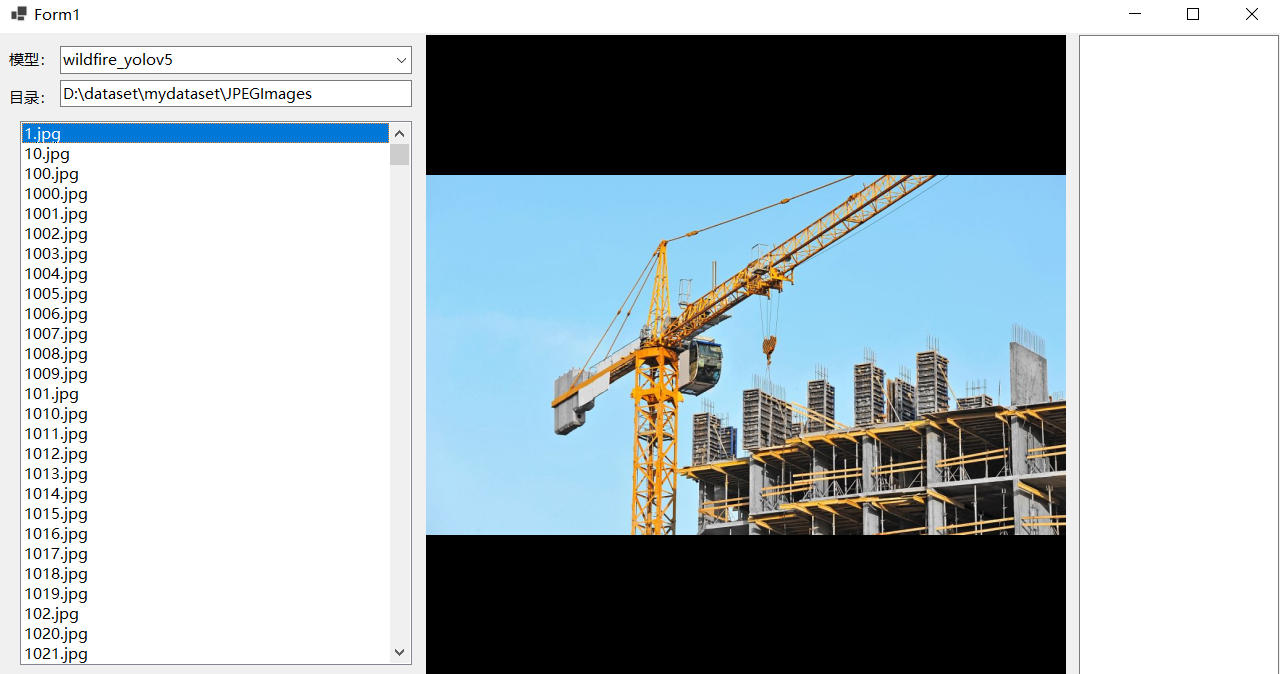 Form1
模型： wildfire_yolov5
目录： D:\dataset\mydataset\JPEGImages
1.jpg
10.jpg
100.jpg
1000.jpg
1001.jpg
1002.jpg
1003.jpg
1004.jpg
1005.jpg
1006.jpg
1007.jpg
1008.jpg
1009.jpg
101.jpg
1010.jpg
1011.jpg
1012.jpg
1013.jpg
1014.jpg
1015.jpg
1016.jpg
1017.jpg
1018.jpg
1019.jpg
102.jpg
1020.jpg
1021.jpg